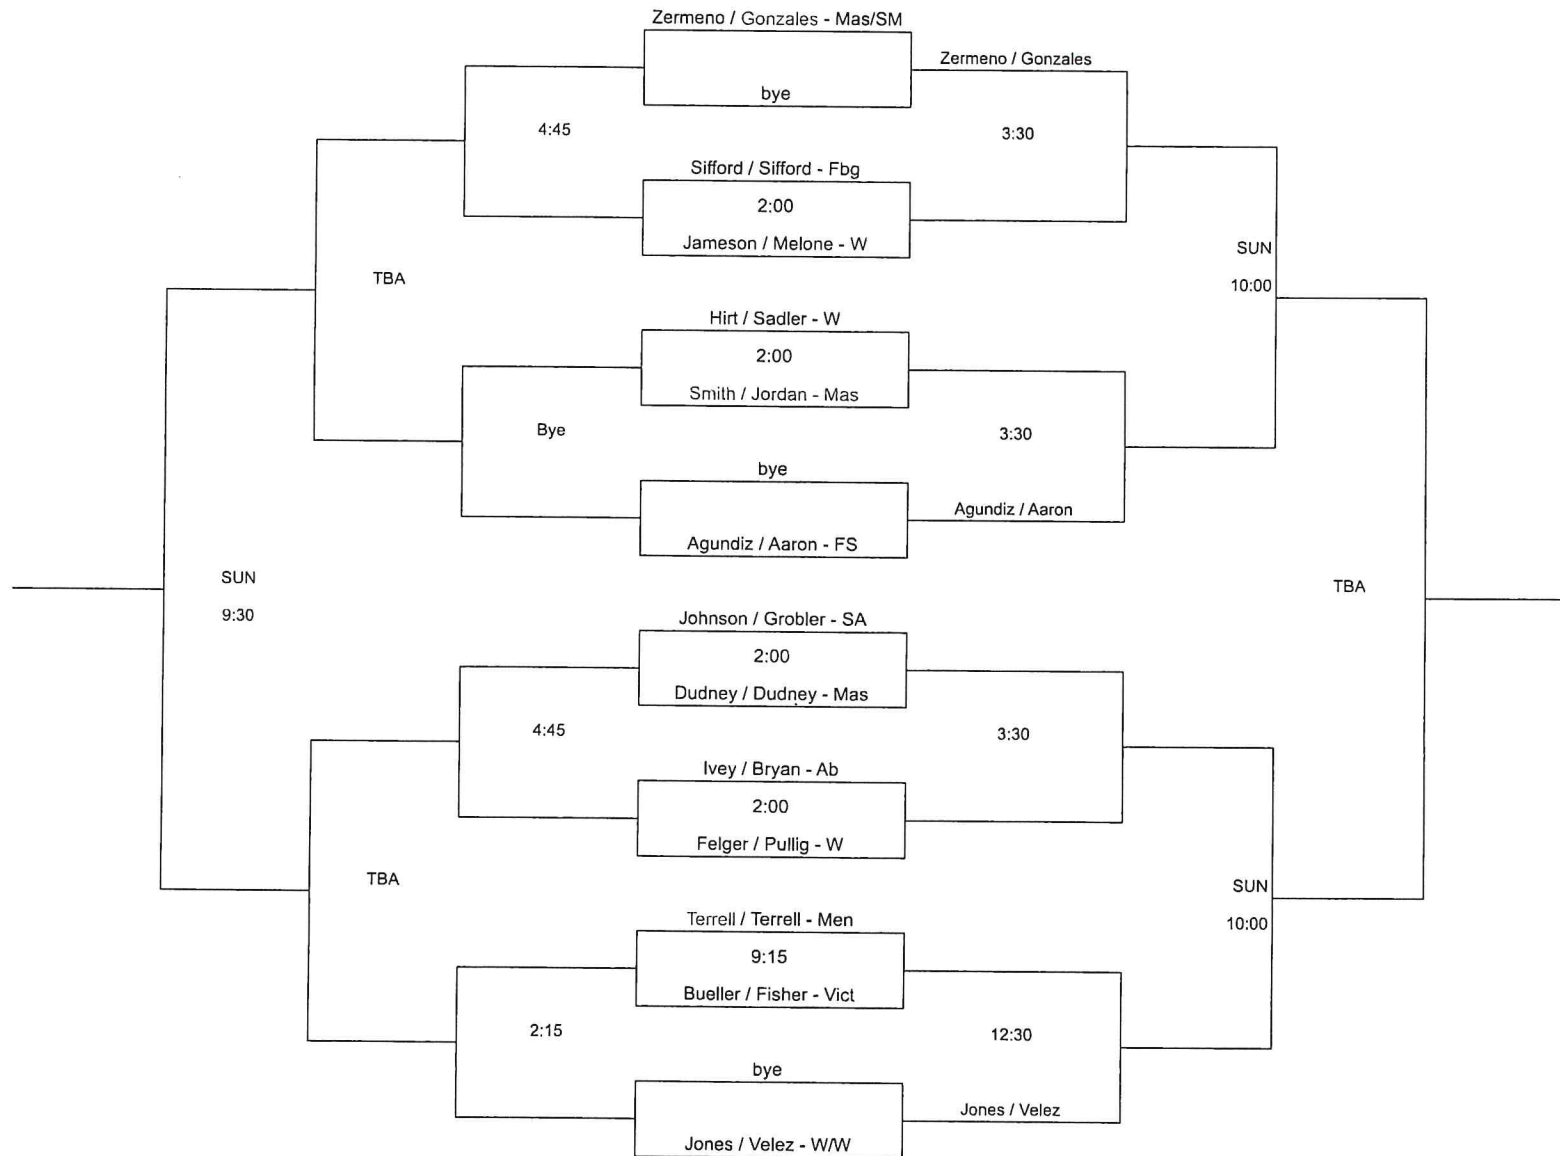 Zermeno / Gonzales - Mas/SM
Zermeno / Gonzales
bye
4:45
3:30
Sifford / Sifford - Fbg
2:00
Jameson / Melone - W
SUN
10:00
TBA
Hirt / Sadler - W
2:00
Smith / Jordan - Mas
Bye
3:30
bye
Agundiz / Aaron
Agundiz / Aaron - FS
SUN
9:30
TBA
Johnson / Grobler - SA
2:00
Dudney / Dudney - Mas
4:45
3:30
Ivey / Bryan - Ab
2:00
Felger / Pullig - W
TBA
SUN
10:00
Terrell / Terrell - Men
9:15
Bueller / Fisher - Vict
2:15
12:30
bye
Jones / Velez
Jones / Velez - W/W